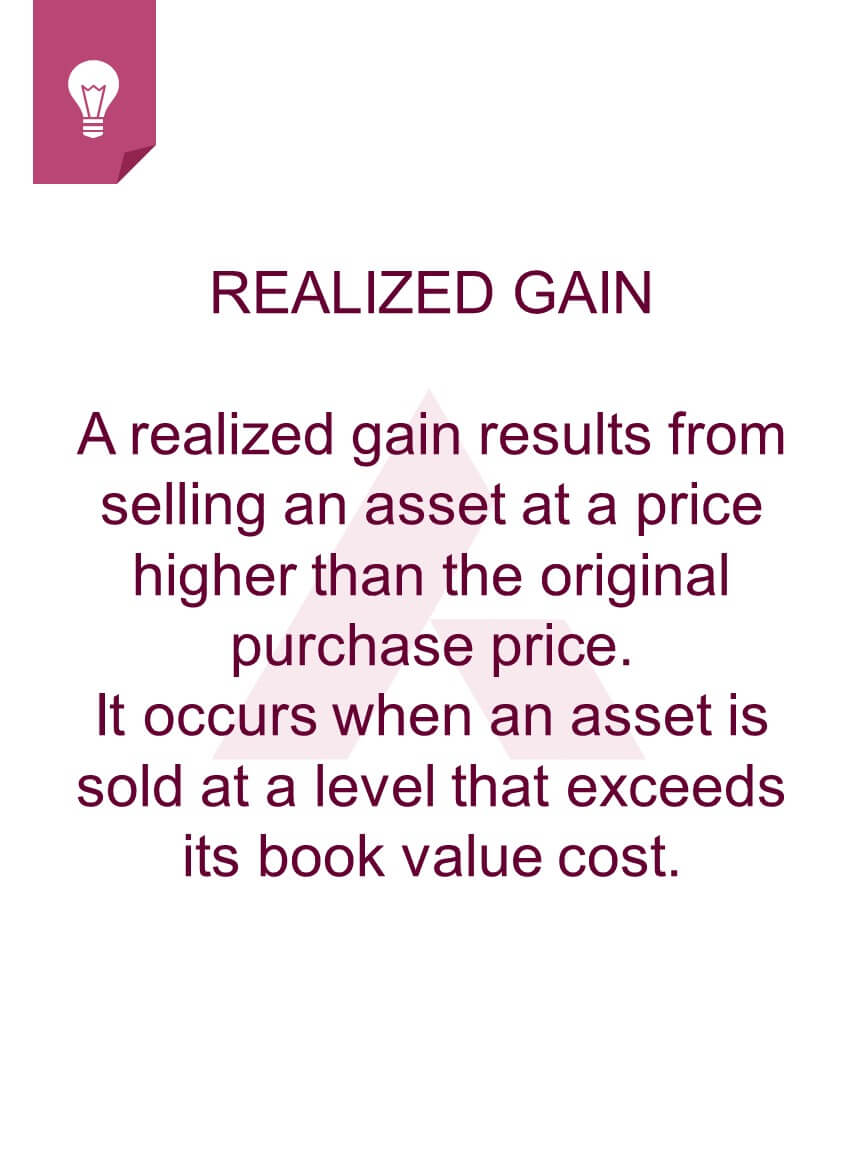 REALIZED GAIN
A realized gain results from
selling an asset at a price
higher than the original
purchase price.
It occurs when an asset is
sold at a level that exceeds
its book value cost.